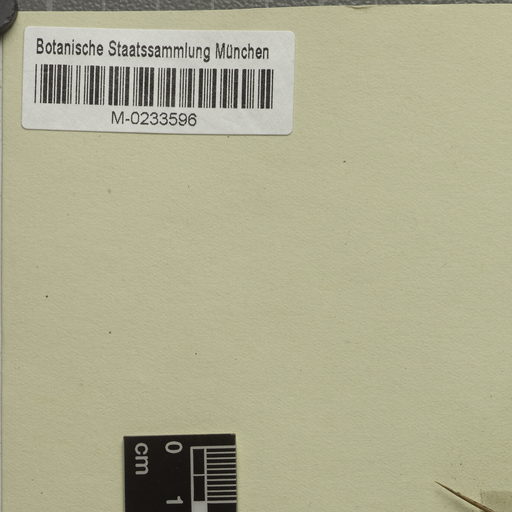 Botanische Staatssammlung München
M-0233596
0
cm
1